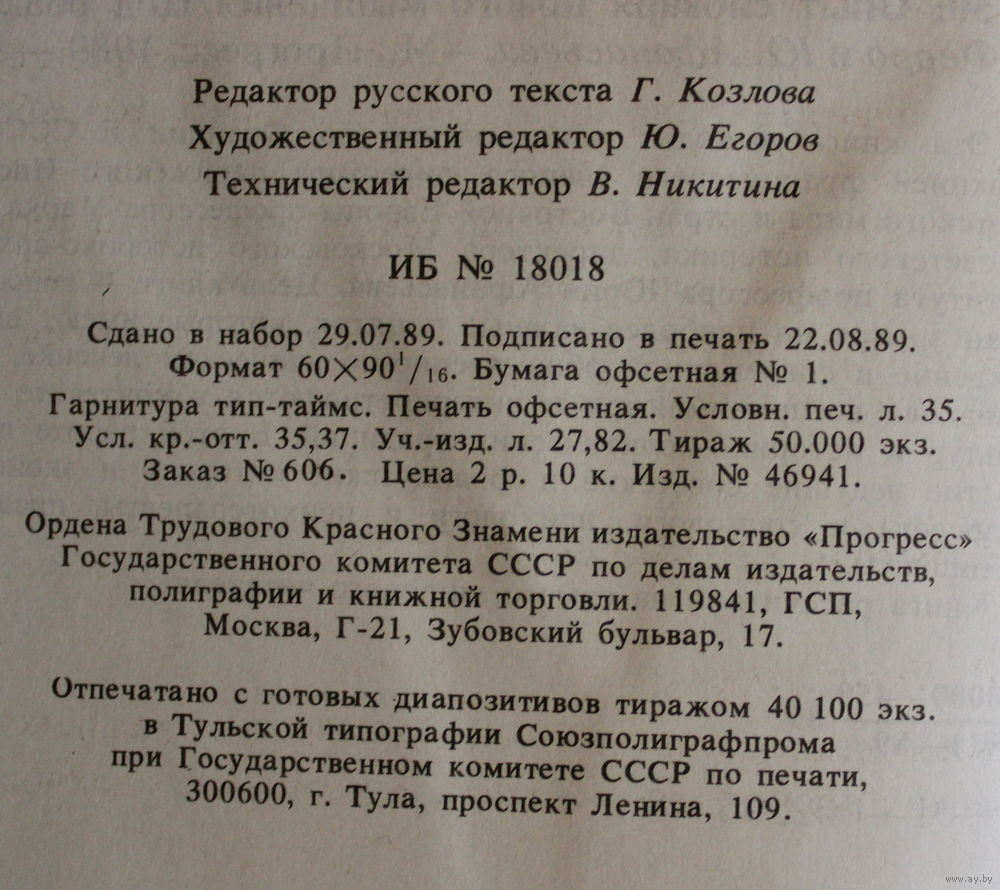 Редактор русского текста Г. Козлова
Художественный редактор Ю. Егоров
Технический редактор В. Никитина
ИБ № 18018
Сдано в набор 29.07.89. Подписано в печать 22.08.89.
Формат 60×90¹/₁₆. Бумага офсетная № 1.
Гарнитура тип-таймс. Печать офсетная. Условн. печ. л. 35.
Усл. кр.-отт. 35,37. Уч.-изд. л. 27,82. Тираж 50.000 экз.
Заказ № 606. Цена 2 р. 10 к. Изд. № 46941.
Ордена Трудового Красного Знамени издательство «Прогресс»
Государственного комитета СССР по делам издательств,
полиграфии и книжной торговли. 119841, ГСП,
Москва, Г-21, Зубовский бульвар, 17.
Отпечатано с готовых диапозитивов тиражом 40 100 экз.
в Тульской типографии Союзполиграфпрома
при Государственном комитете СССР по печати,
300600, г. Тула, проспект Ленина, 109.
www.ay.by